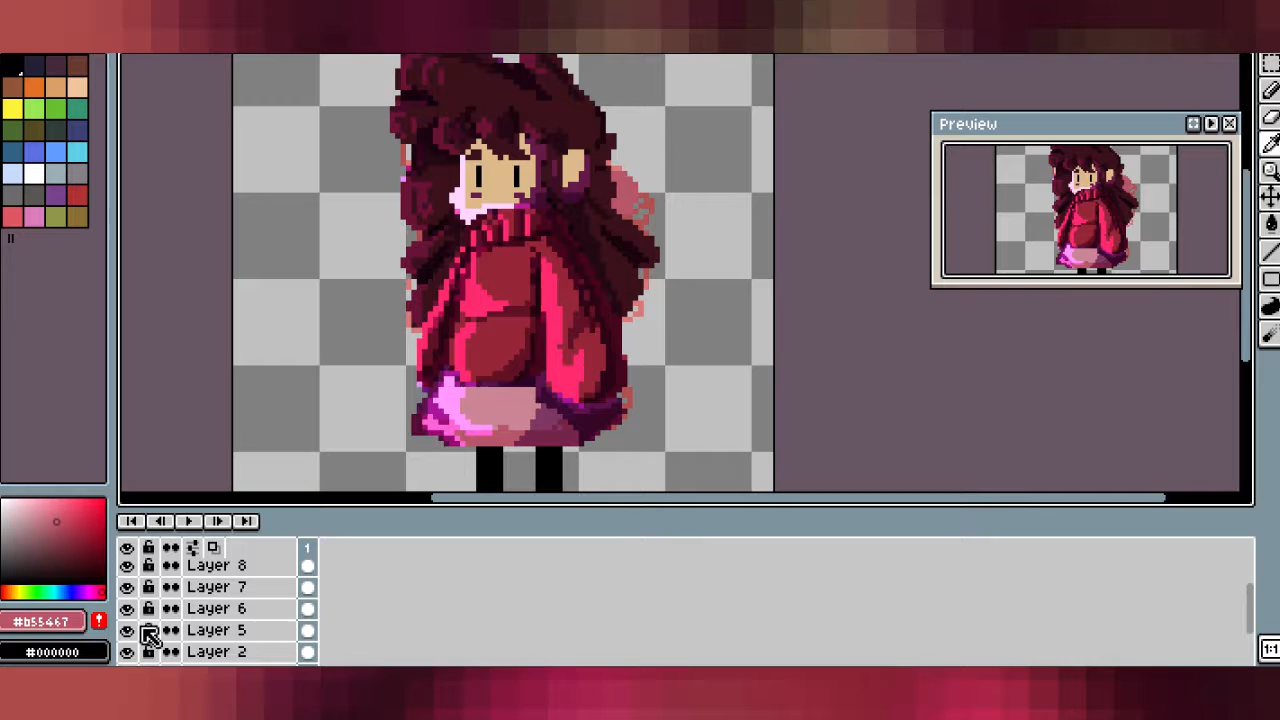 Preview
1
Layer 8
Layer 7
Layer 6
Layer 5
Layer 2
#b55467
!
#000000
1:1